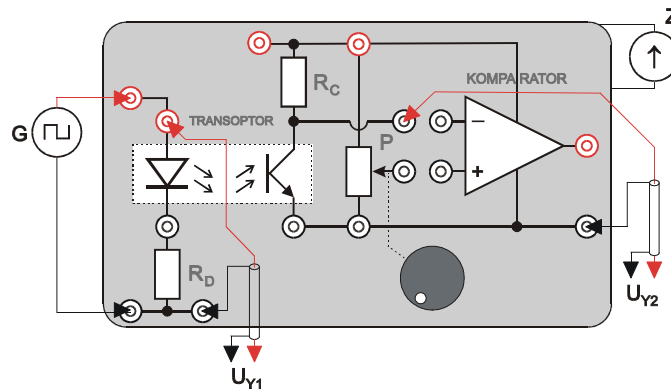 Z
R_C
KOMPARATOR
TRANSOPTOR
G
P
−
+
R_D
U_Y2
U_Y1